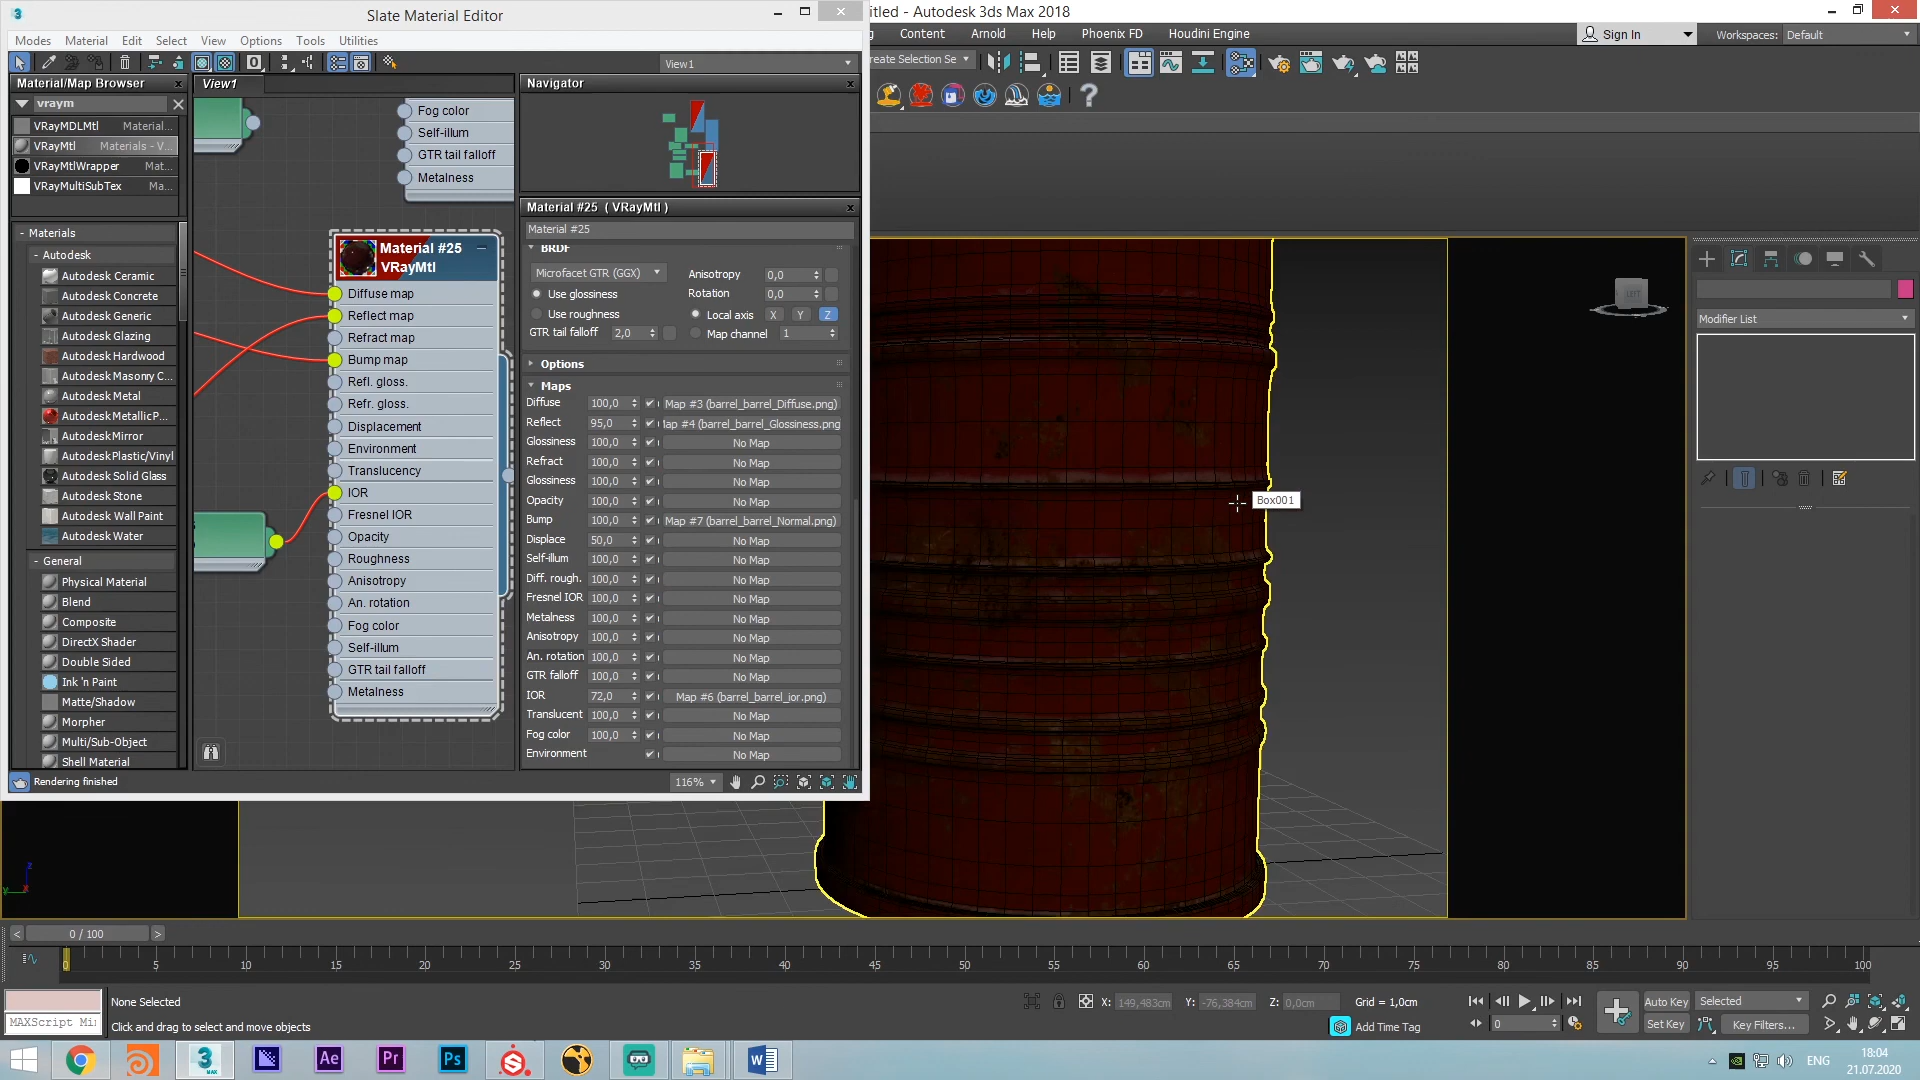 Slate Material Editor
titled - Autodesk 3ds Max 2018
Modes Material Edit Select View Options Tools Utilities
Content Arnold Help Phoenix FD Houdini Engine
Sign In
Workspaces: Default
View1
reate Selection Se
Material/Map Browser
View1
Navigator
vraym
VRayMDLMtl Material...
VRayMtl Materials - V...
VRayMtlWrapper Mat...
VRayMultiSubTex Ma...
- Materials
- Autodesk
Autodesk Ceramic
Autodesk Concrete
Autodesk Generic
Autodesk Glazing
Autodesk Hardwood
Autodesk Masonry C...
Autodesk Metal
Autodesk MetallicP...
Autodesk Mirror
Autodesk Plastic/Vinyl
Autodesk Solid Glass
Autodesk Stone
Autodesk Wall Paint
Autodesk Water
- General
Physical Material
Blend
Composite
DirectX Shader
Double Sided
Ink 'n Paint
Matte/Shadow
Morpher
Multi/Sub-Object
Shell Material
Rendering finished
Fog color
Self-illum
GTR tail falloff
Metalness
Material #25
VRayMtl
Diffuse map
Reflect map
Refract map
Bump map
Refl. gloss.
Refr. gloss.
Displacement
Environment
Translucency
IOR
Fresnel IOR
Opacity
Roughness
Anisotropy
An. rotation
Fog color
Self-illum
GTR tail falloff
Metalness
Material #25 ( VRayMtl )
Material #25
BRDF
Microfacet GTR (GGX) Anisotropy 0,0
Use glossiness Rotation 0,0
Use roughness Local axis X Y Z
GTR tail falloff 2,0 Map channel 1
Options
Maps
Diffuse 100,0 Map #3 (barrel_barrel_Diffuse.png)
Reflect 95,0 lap #4 (barrel_barrel_Glossiness.png
Glossiness 100,0 No Map
Refract 100,0 No Map
Glossiness 100,0 No Map
Opacity 100,0 No Map
Bump 100,0 Map #7 (barrel_barrel_Normal.png)
Displace 50,0 No Map
Self-illum 100,0 No Map
Diff. rough. 100,0 No Map
Fresnel IOR 100,0 No Map
Metalness 100,0 No Map
Anisotropy 100,0 No Map
An. rotation 100,0 No Map
GTR falloff 100,0 No Map
IOR 72,0 Map #6 (barrel_barrel_ior.png)
Translucent 100,0 No Map
Fog color 100,0 No Map
Environment No Map
116%
Box001
LEFT
Modifier List
z
y
x
< 0 / 100 >
0 5 10 15 20 25 30 35 40 45 50 55 60 65 70 75 80 85 90 95 100
None Selected
X: 149,483cm Y: -76,384cm Z: 0,0cm Grid = 1,0cm
Auto Key Selected
MAXScript Mi
Click and drag to select and move objects
Add Time Tag
0
Set Key Key Filters...
3
MAX
Ae
Pr
Ps
W
ENG
18:04
21.07.2020